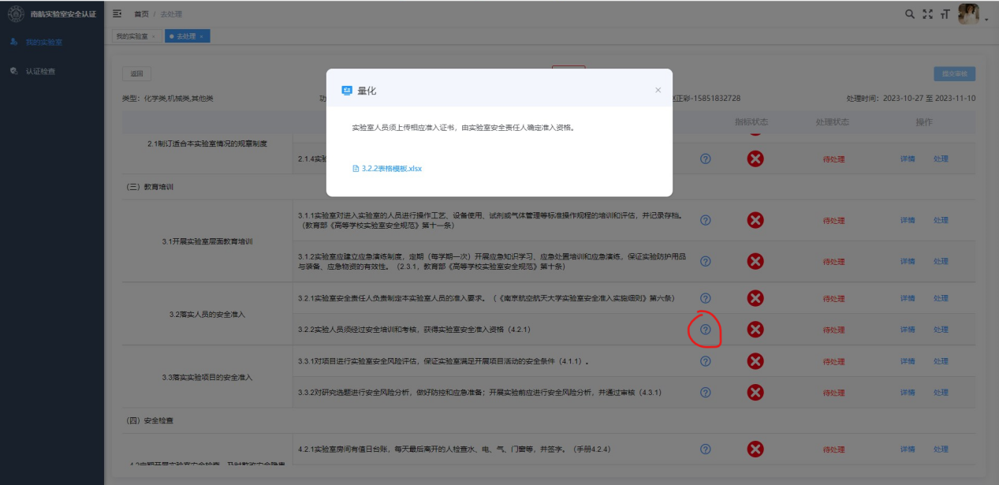 南航实验室安全认证
首页 / 去处理
我的实验室
认证检查
我的实验室 ×
去处理 ×
返回
提交审核
类型：化学类,机械类,其他类
处理时间：2023-10-27 至 2023-11-10
正彩-15851832728
量化
实验室人员须上传相应准入证书，由实验室安全责任人确定准入资格。
3.2.2表格模板.xlsx
指标状态 处理状态 操作
2.1制订适合本实验室情况的规章制度
2.1.4实验
待处理 详情 处理
（三）教育培训
3.1开展实验室层面教育培训
3.1.1实验室对进入实验室的人员进行操作工艺、设备使用、试剂或气体管理等标准操作规程的培训和评估，并记录存档。
（教育部《高等学校实验室安全规范》第十一条）
待处理 详情 处理
3.1.2实验室应建立应急演练制度，定期（每学期一次）开展应急知识学习、应急处置培训和应急演练，保证实验防护用品
与装备、应急物资的有效性。（2.3.1，教育部《高等学校实验室安全规范》第十条）
待处理 详情 处理
3.2落实人员的安全准入
3.2.1实验室安全责任人负责制定本实验室人员的准入要求。（《南京航空航天大学实验室安全准入实施细则》第六条）
待处理 详情 处理
3.2.2实验人员须经过安全培训和考核，获得实验室安全准入资格（4.2.1）
待处理 详情 处理
3.3落实实验项目的安全准入
3.3.1对项目进行实验室安全风险评估，保证实验室满足开展项目活动的安全条件（4.1.1）。
待处理 详情 处理
3.3.2对研究选题进行安全风险分析，做好防控和应急准备；开展实验前应进行安全风险分析，并通过审核（4.3.1）
待处理 详情 处理
（四）安全检查
4.2.1实验室房间有值日台账，每天最后离开的人检查水、电、气、门窗等，并签字。（手册4.2.4）
待处理 详情 处理
4.2定期开展实验室安全检查，及时整改安全隐患